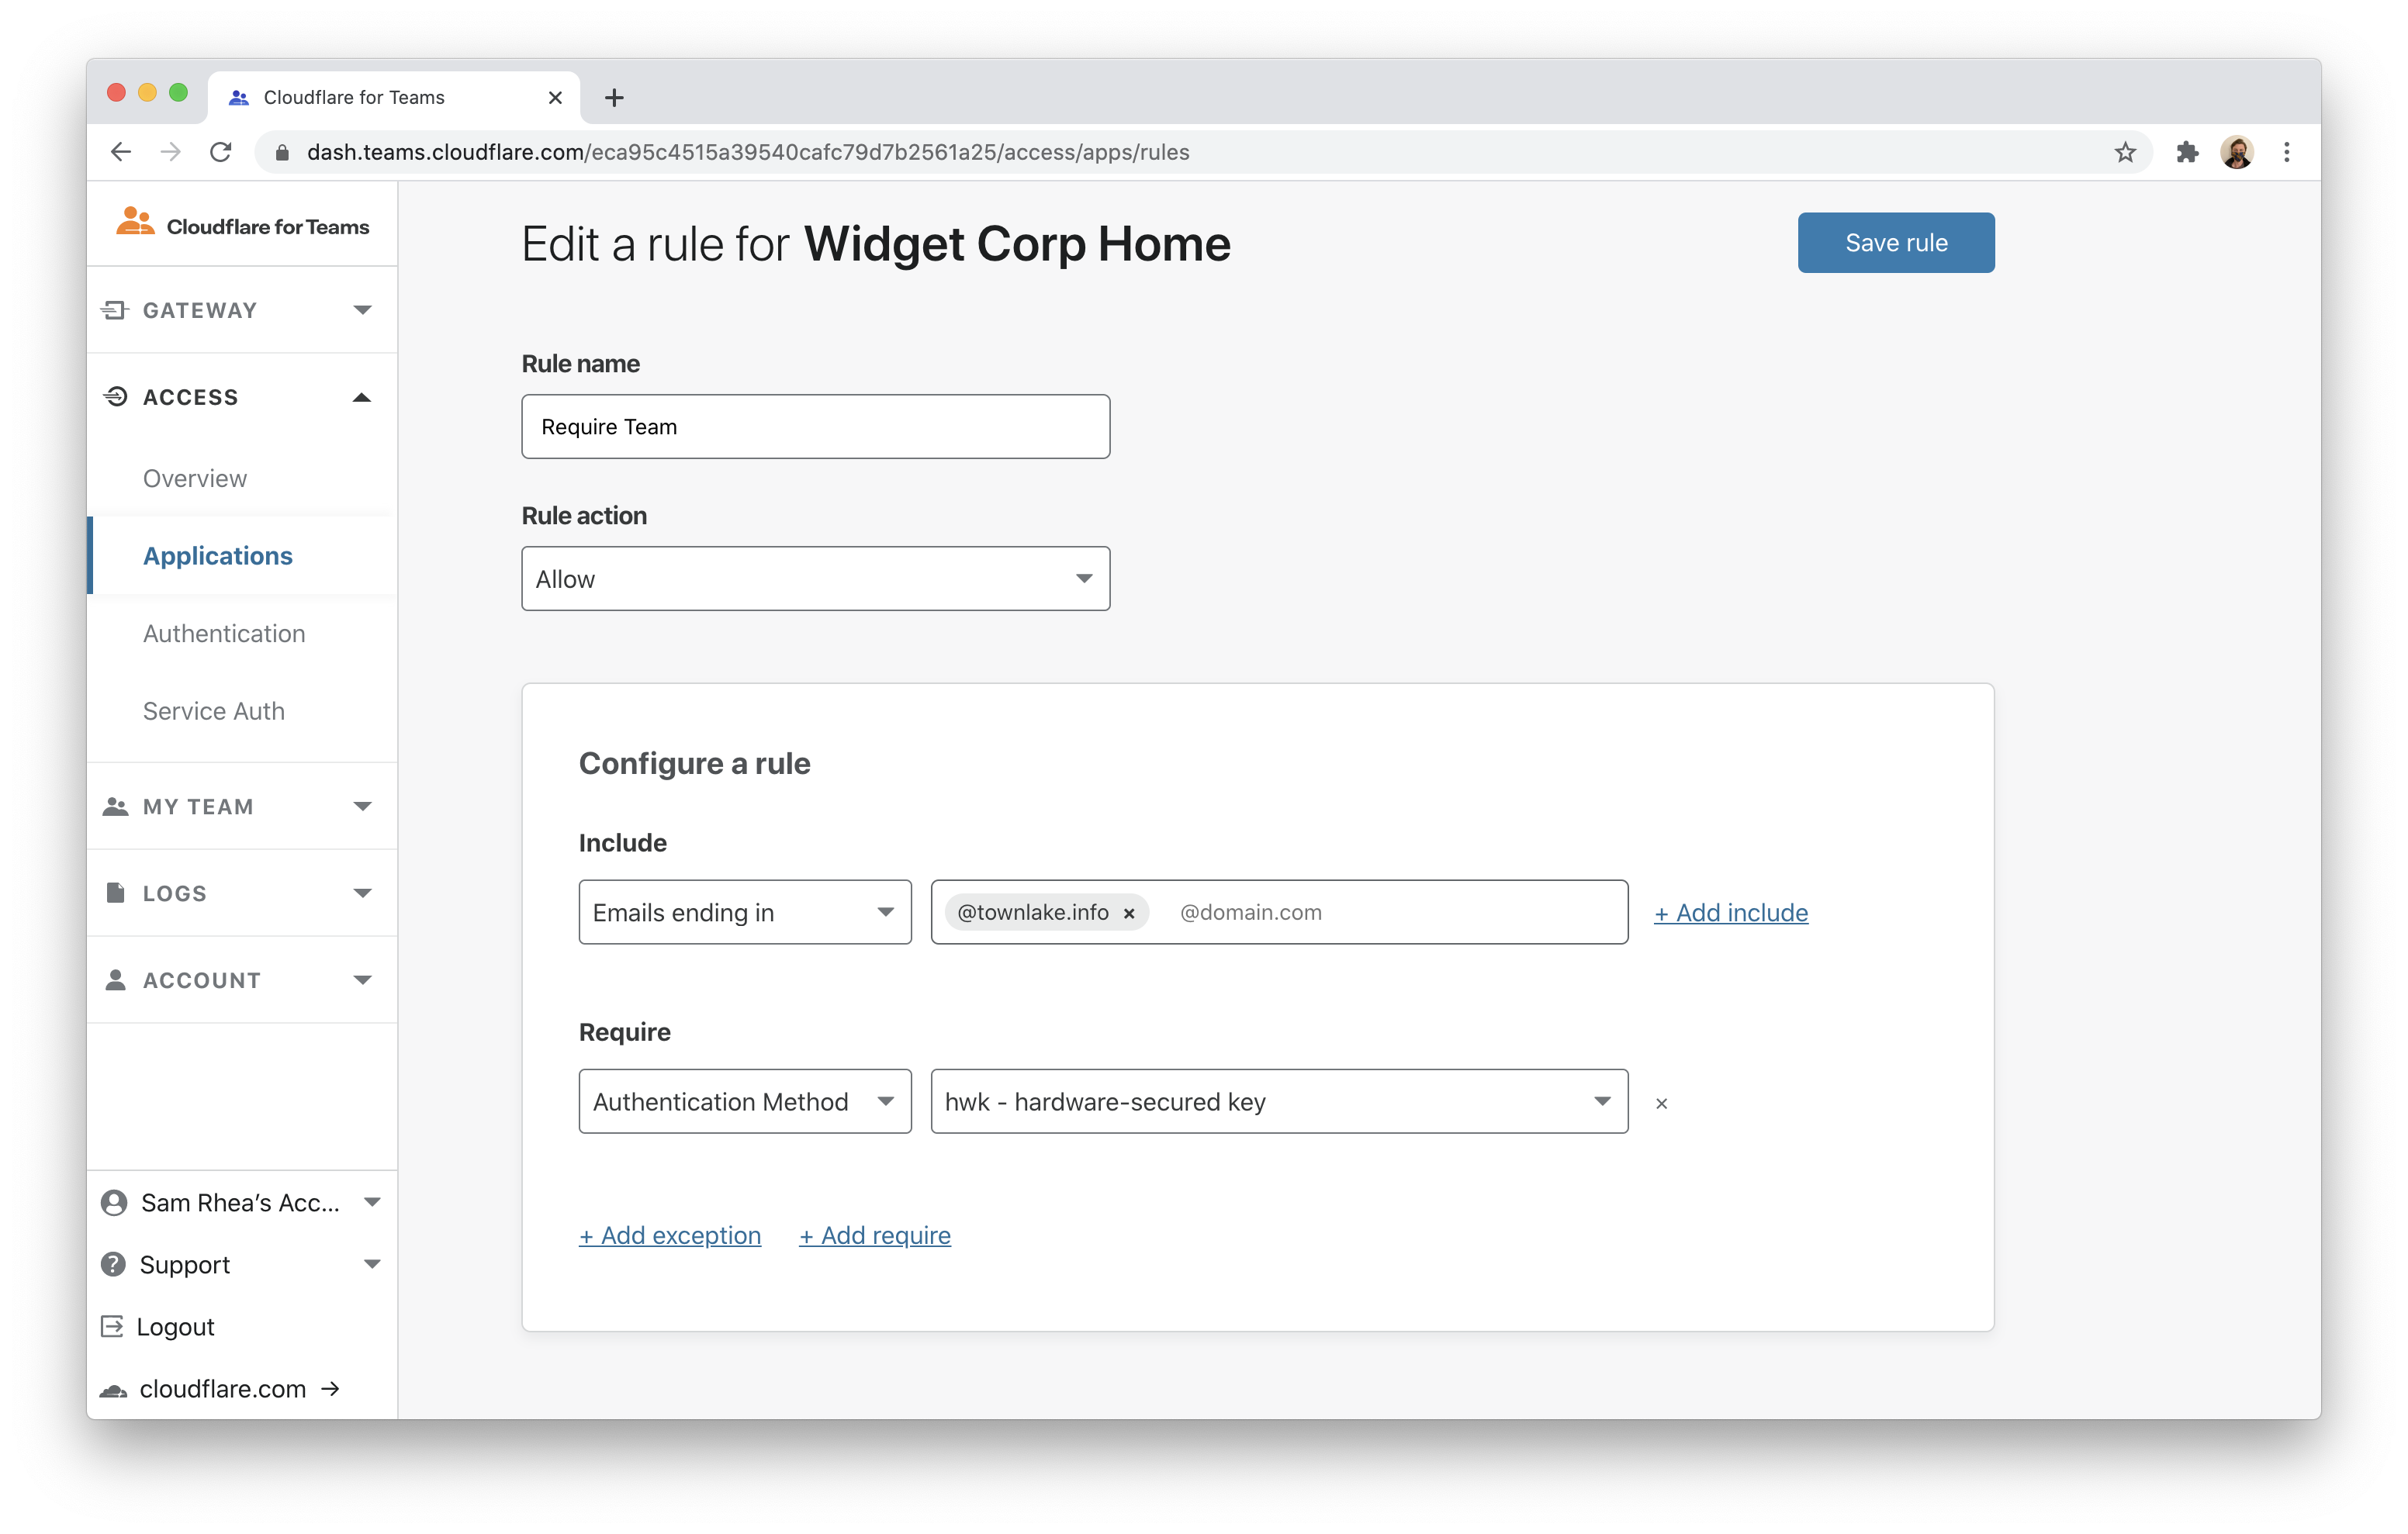 Cloudflare for Teams
dash.teams.cloudflare.com/eca95c4515a39540cafc79d7b2561a25/access/apps/rules
Cloudflare for Teams
GATEWAY
ACCESS
Overview
Applications
Authentication
Service Auth
MY TEAM
LOGS
ACCOUNT
Sam Rhea’s Acc...
Support
Logout
cloudflare.com →
Edit a rule for Widget Corp Home
Save rule
Rule name
Require Team
Rule action
Allow
Configure a rule
Include
Emails ending in @townlake.info × @domain.com + Add include
Require
Authentication Method hwk - hardware-secured key ×
+ Add exception + Add require